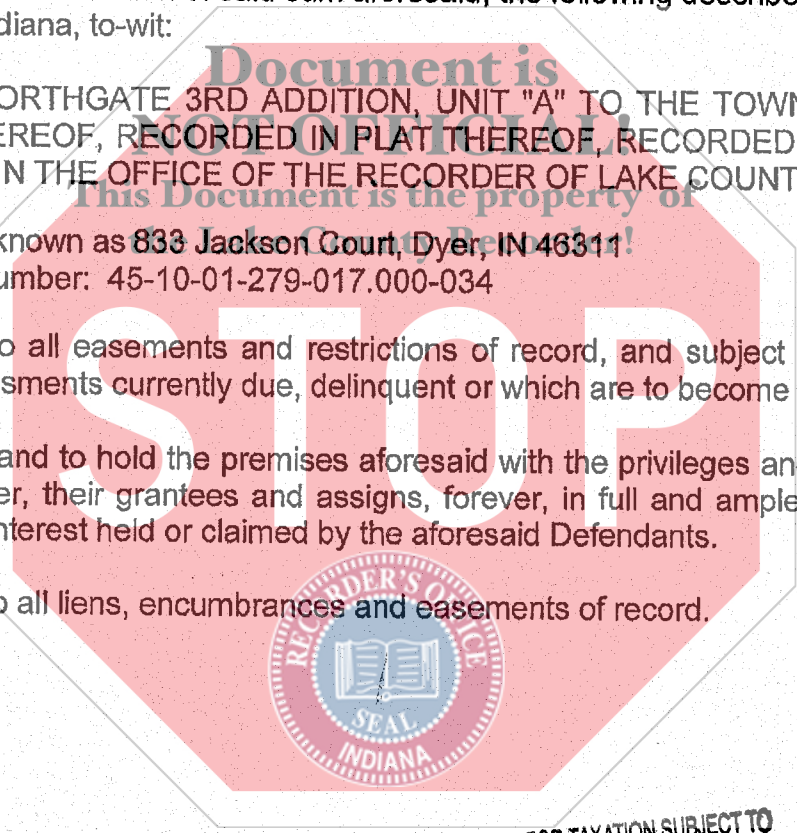 the following describe
diana, to-wit:
Document is
ORTHGATE 3RD ADDITION, UNIT "A" TO THE TOWN
EREOF, RECORDED IN PLAT THEREOF, RECORDED
NOT OFFICIAL!
N THE OFFICE OF THE RECORDER OF LAKE COUNT
This Document is the property of
known as 833 Jackson Court, Dyer, IN 46311
the Lake County Recorder!
umber: 45-10-01-279-017.000-034
o all easements and restrictions of record, and subject
sments currently due, delinquent or which are to become
STOP
and to hold the premises aforesaid with the privileges an
er, their grantees and assigns, forever, in full and ample
nterest held or claimed by the aforesaid Defendants.
o all liens, encumbrances and easements of record.
RECORDER'S OFFICE
SEAL
INDIANA
TAXATION SUBJECT TO